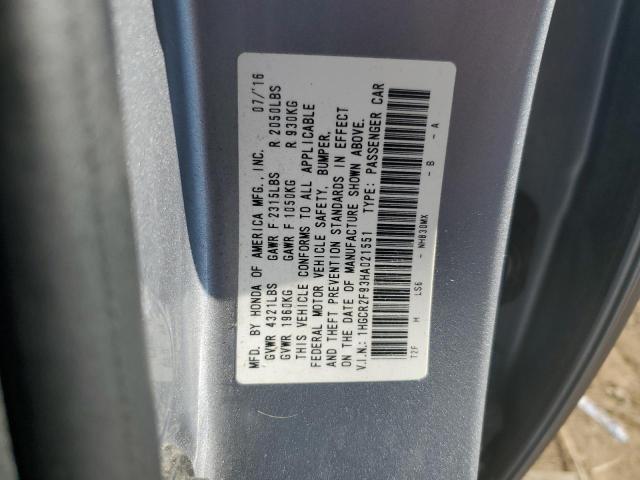 MFD. BY HONDA OF AMERICA MFG., INC. 07/'16
GVWR 4321LBS GAWR F 2315LBS R 2050LBS
GVWR 1960KG GAWR F 1050KG R 930KG
THIS VEHICLE CONFORMS TO ALL APPLICABLE
FEDERAL MOTOR VEHICLE SAFETY, BUMPER,
AND THEFT PREVENTION STANDARDS IN EFFECT
ON THE DATE OF MANUFACTURE SHOWN ABOVE.
V.I.N.: 1HGCR2F93HA021551 TYPE: PASSENGER CAR
T2F H LS6 - NH830MX - B - A